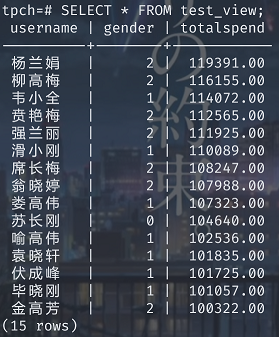 tpch=# SELECT * FROM test_view;
username | gender | totalspend
----------+--------+------------
杨兰娟 | 2 | 119391.00
柳高梅 | 2 | 116155.00
韦小全 | 1 | 114072.00
贲艳梅 | 2 | 112565.00
强兰丽 | 2 | 111925.00
滑小刚 | 1 | 110089.00
席长梅 | 2 | 108247.00
翁晓婷 | 2 | 107988.00
娄高伟 | 1 | 107323.00
苏长刚 | 0 | 104640.00
喻高伟 | 1 | 102536.00
袁晓轩 | 1 | 101835.00
伏成峰 | 1 | 101725.00
毕晓刚 | 1 | 101057.00
金高芳 | 2 | 100322.00
(15 rows)
の約束